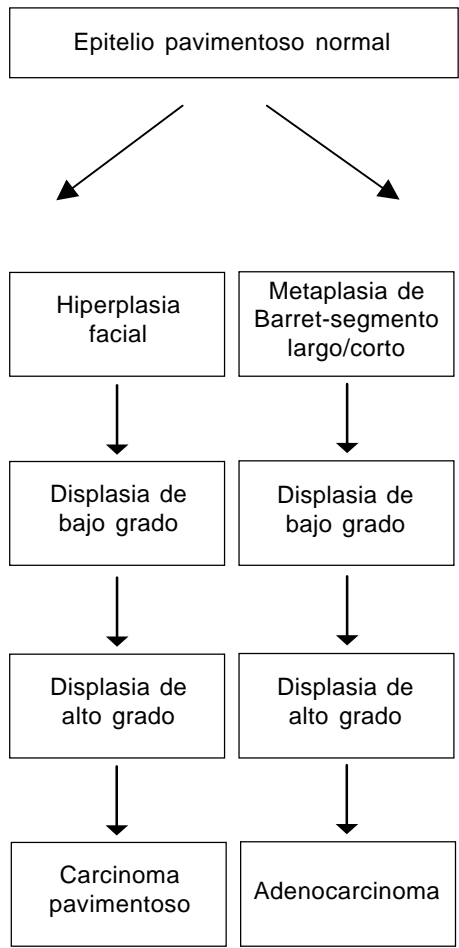 Epitelio pavimentoso normal
Hiperplasia
facial
Metaplasia de
Barret-segmento
largo/corto
Displasia de
bajo grado
Displasia de
bajo grado
Displasia de
alto grado
Displasia de
alto grado
Carcinoma
pavimentoso
Adenocarcinoma